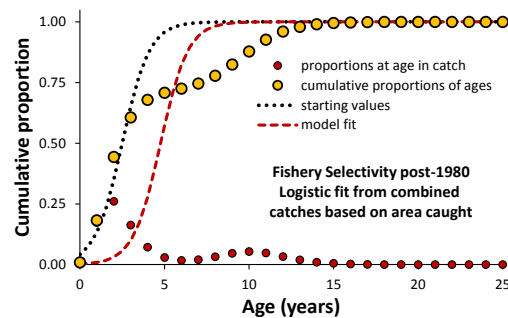 Cumulative proportion
1.00
0.75
0.50
0.25
0.00
proportions at age in catch
cumulative proportions of ages
starting values
model fit
Fishery Selectivity post-1980
Logistic fit from combined
catches based on area caught
0 5 10 15 20 25
Age (years)